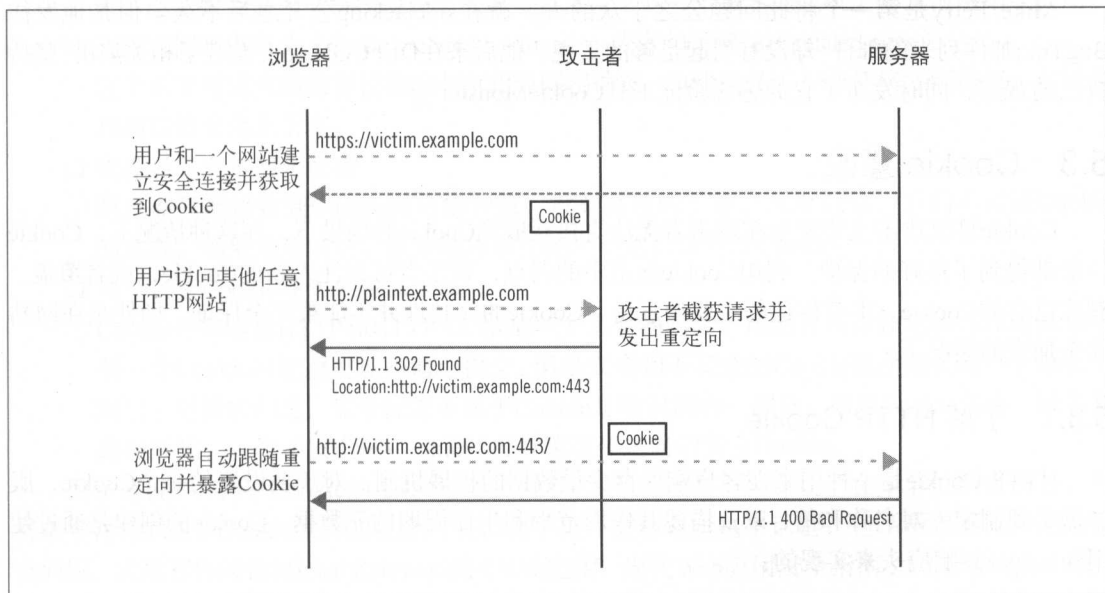 浏览器
攻击者
服务器
https://victim.example.com
用户和一个网站建
立安全连接并获取
到Cookie
Cookie
用户访问其他任意
HTTP网站
http://plaintext.example.com
攻击者截获请求并
发出重定向
HTTP/1.1 302 Found
Location:http://victim.example.com:443
http://victim.example.com:443/
Cookie
浏览器自动跟随重
定向并暴露Cookie
HTTP/1.1 400 Bad Request